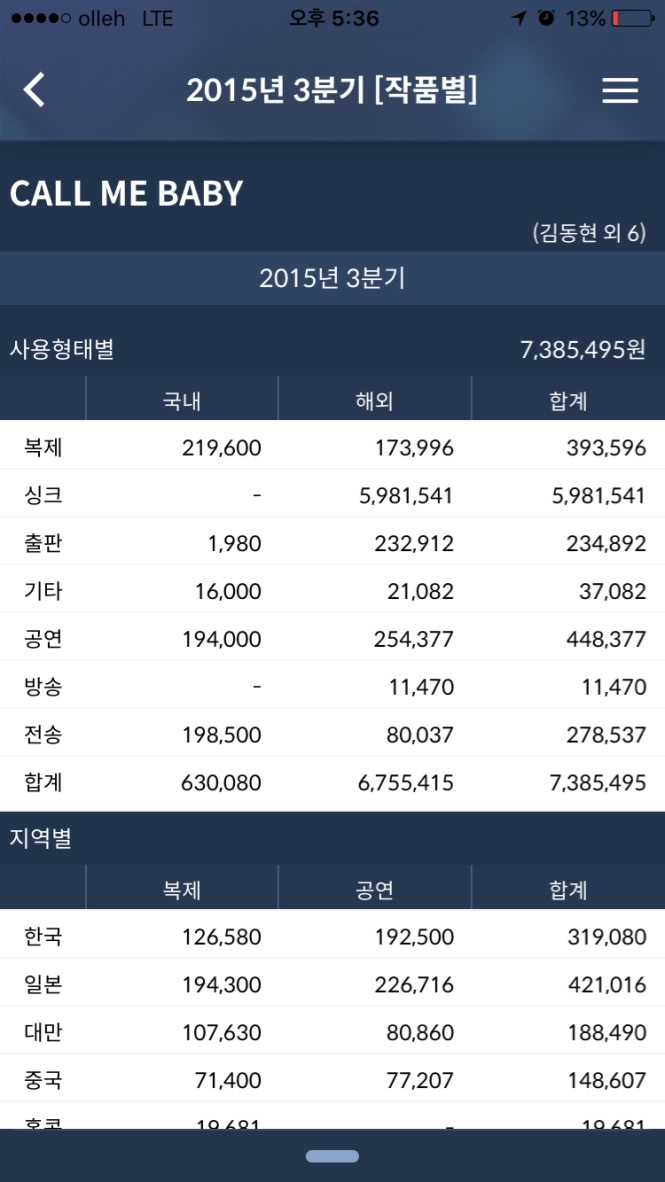 olleh LTE 오후 5:36 13%
2015년 3분기 [작품별]
CALL ME BABY
(김동현 외 6)
2015년 3분기
사용형태별 7,385,495원
국내 해외 합계
복제 219,600 173,996 393,596
싱크 - 5,981,541 5,981,541
출판 1,980 232,912 234,892
기타 16,000 21,082 37,082
공연 194,000 254,377 448,377
방송 - 11,470 11,470
전송 198,500 80,037 278,537
합계 630,080 6,755,415 7,385,495
지역별
복제 공연 합계
한국 126,580 192,500 319,080
일본 194,300 226,716 421,016
대만 107,630 80,860 188,490
중국 71,400 77,207 148,607
홍콩 19,681 - 19,681